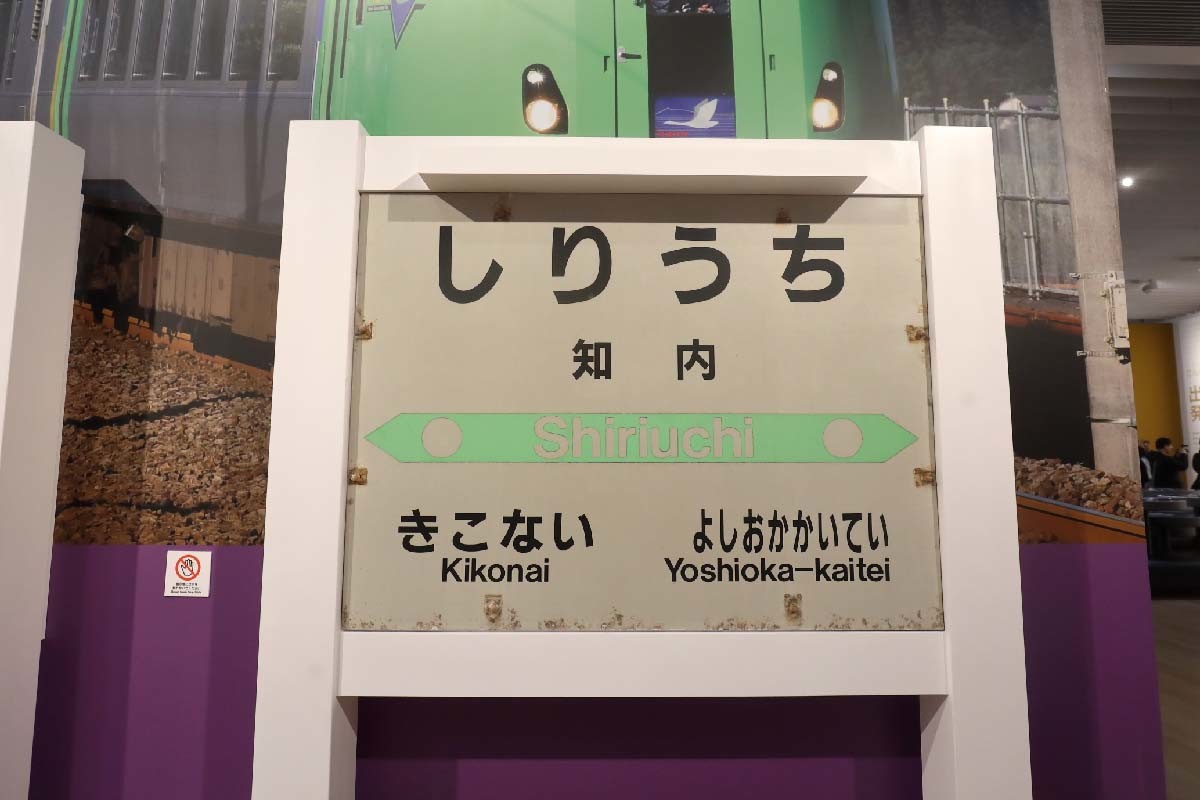 しりうち
知内
Shiriuchi
きこない よしおかかいてい
Kikonai Yoshioka-kaitei